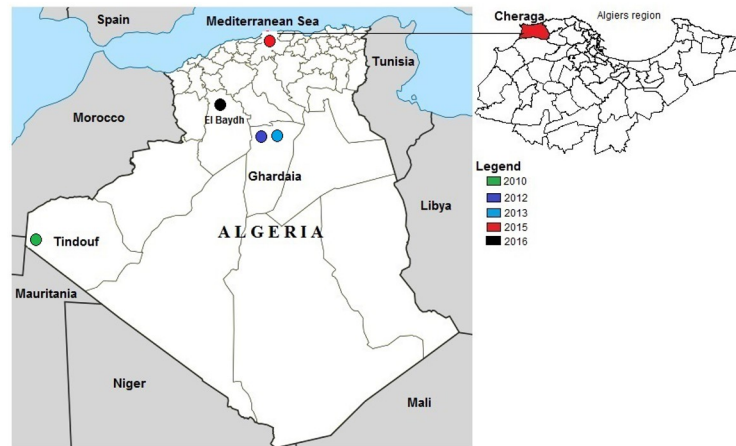 Spain
Mediterranean Sea
Cheraga
Algiers region
Tunisia
Morocco
El Baydh
Ghardaia
Legend
2010
2012
2013
2015
2016
Libya
ALGERIA
Tindouf
Mauritania
Niger
Mali